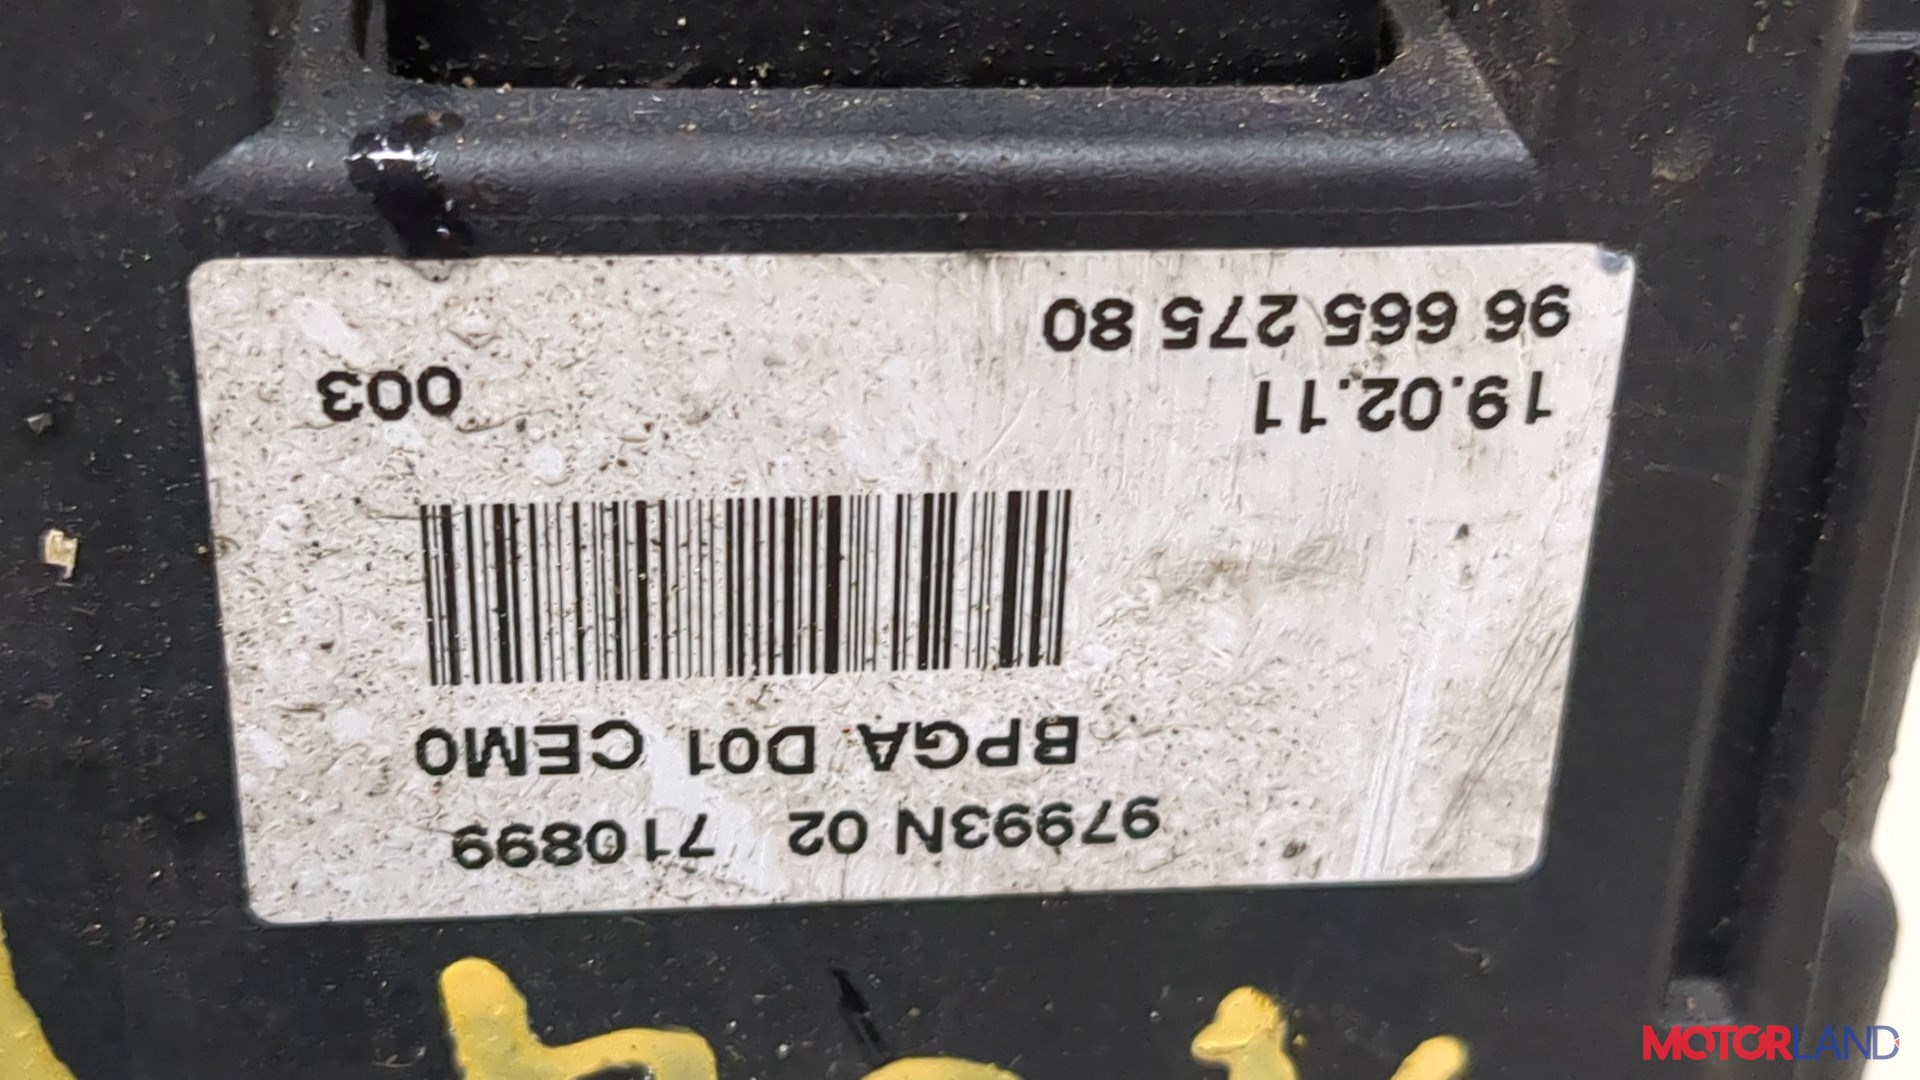 97993N 02 710899
BPGA D01 CEM0
19.02.11 003
96 665 275 80
MOTORLAND